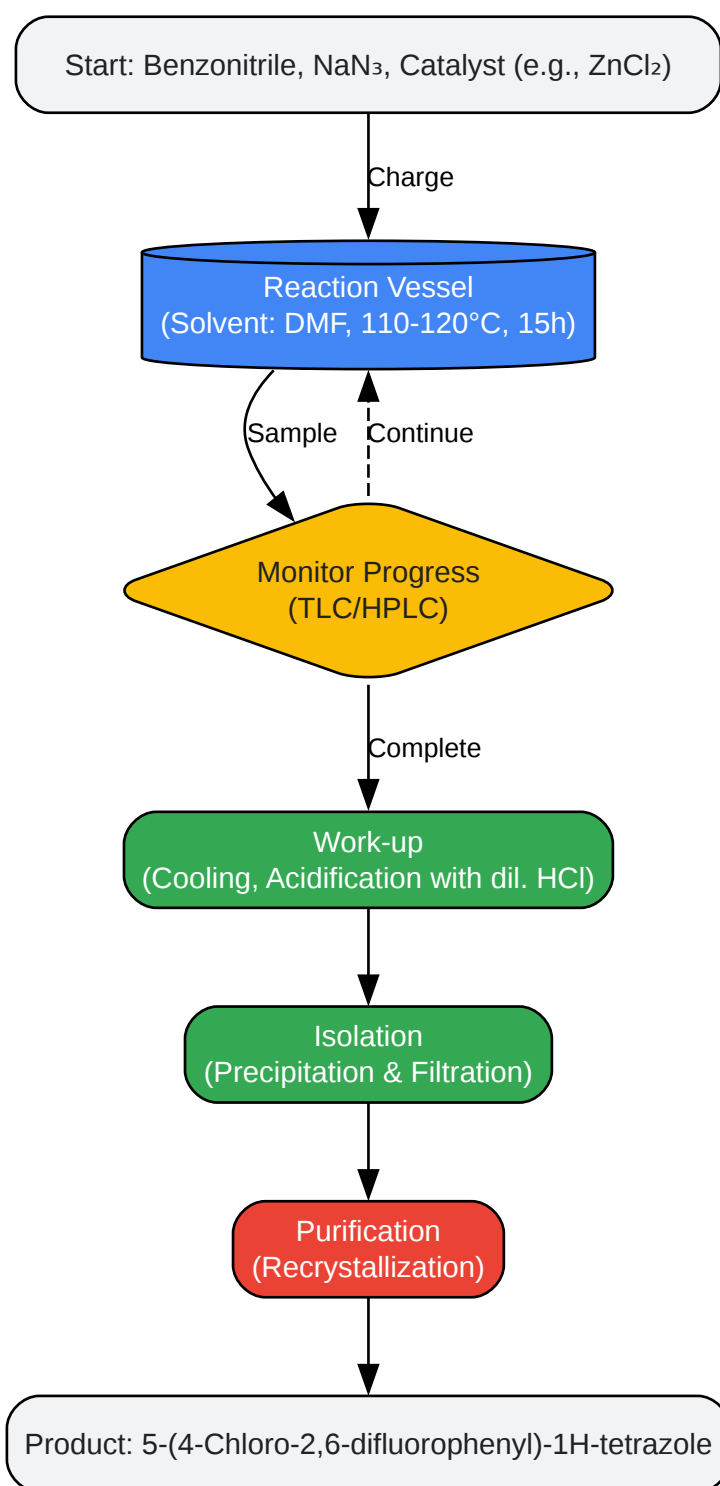 Start: Benzonitrile, NaN₃, Catalyst (e.g., ZnCl₂)
Charge
Reaction Vessel
(Solvent: DMF, 110-120°C, 15h)
Sample
Continue
Monitor Progress
(TLC/HPLC)
Complete
Work-up
(Cooling, Acidification with dil. HCl)
Isolation
(Precipitation & Filtration)
Purification
(Recrystallization)
Product: 5-(4-Chloro-2,6-difluorophenyl)-1H-tetrazole